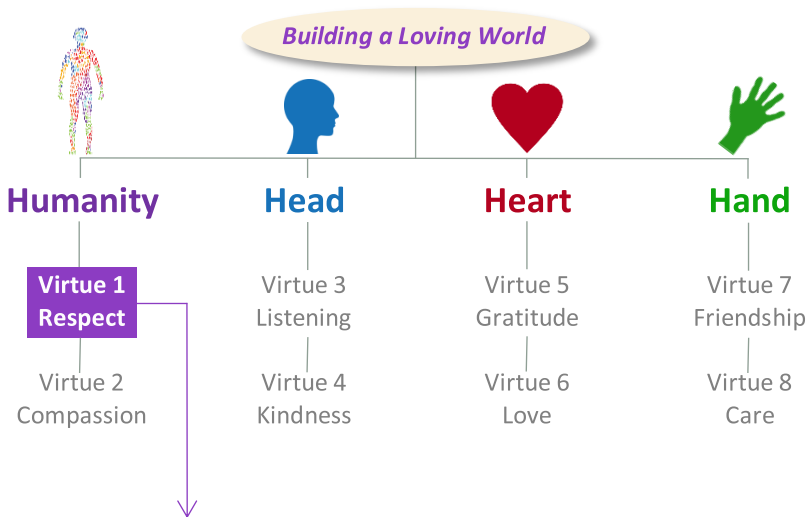 Building a Loving World
Humanity
Head
Heart
Hand
Virtue 1
Respect
Virtue 3
Listening
Virtue 5
Gratitude
Virtue 7
Friendship
Virtue 2
Compassion
Virtue 4
Kindness
Virtue 6
Love
Virtue 8
Care